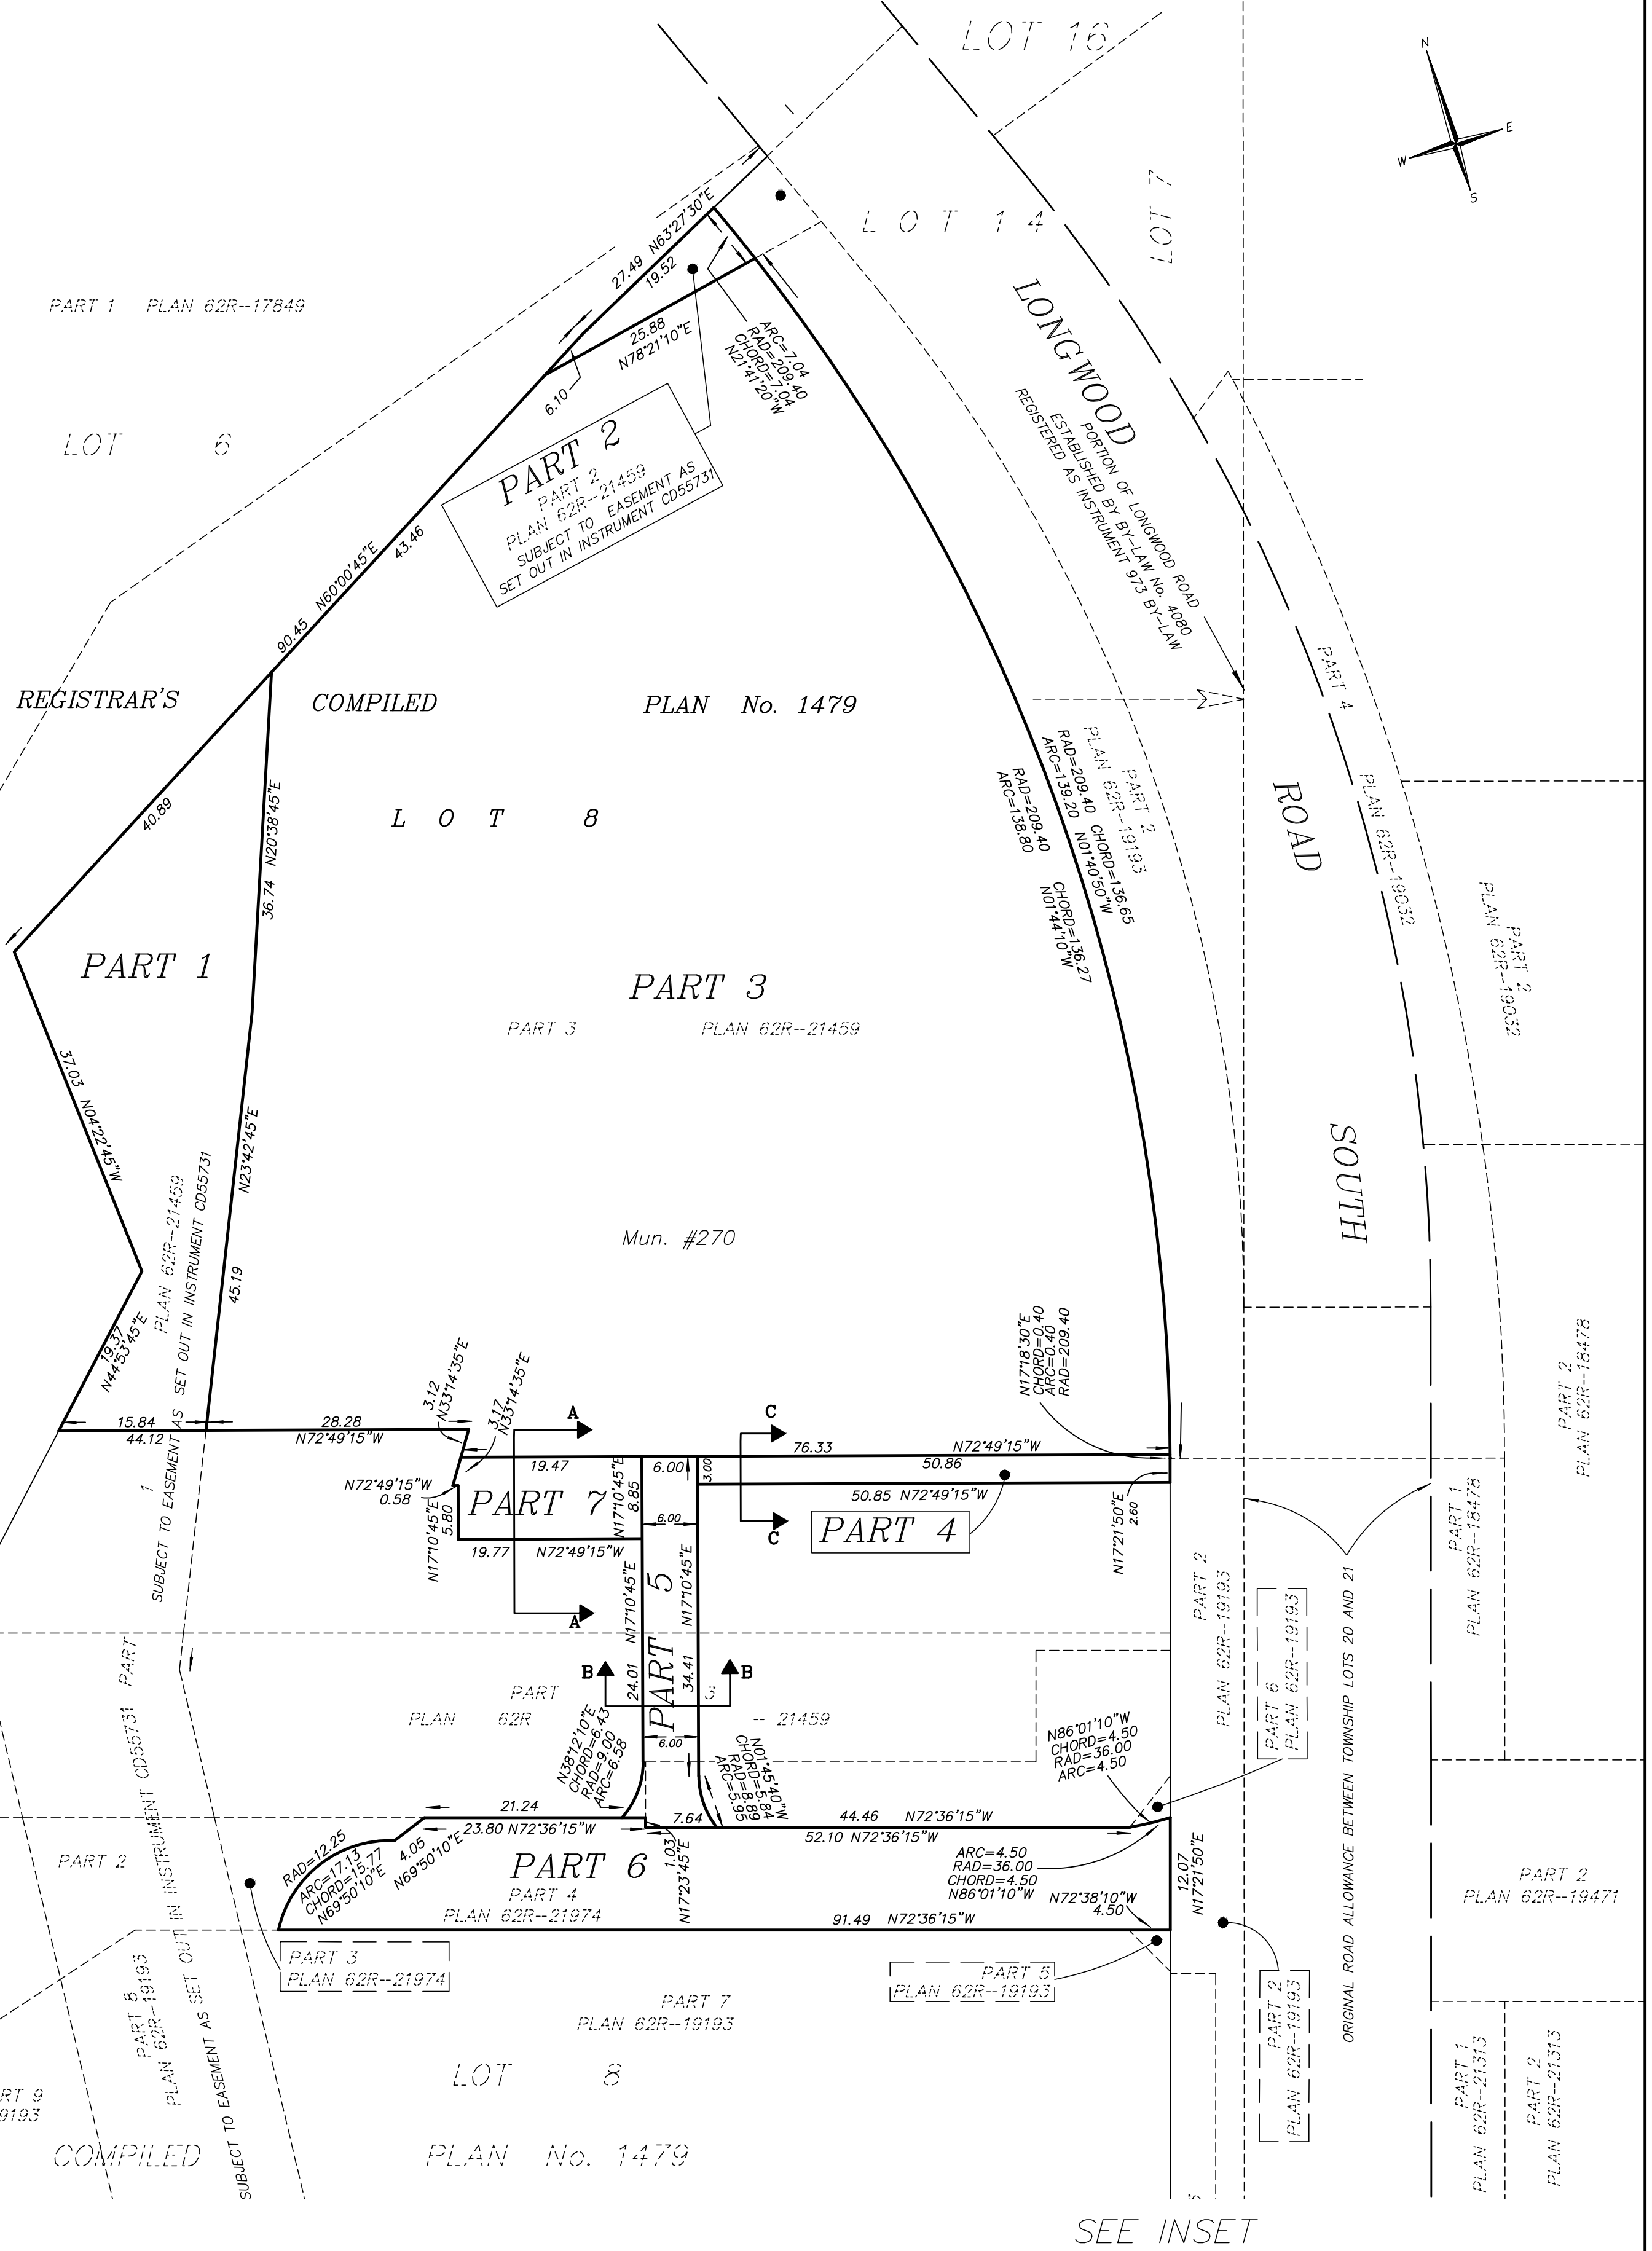 LOT 16
N
E
W
S
LOT 7
LOT 14
PART 1 PLAN 62R--17849
27.49 N63°27'30"E
19.52
25.88
N78°21'10"E
6.10
ARC=7.04
RAD=209.40
CHORD=7.04
N21°41'20"W
LOT 6
PART 2
PART 2
PLAN 62R--21459
SUBJECT TO EASEMENT AS
SET OUT IN INSTRUMENT CD55731
LONGWOOD
PORTION OF LONGWOOD ROAD
ESTABLISHED BY BY-LAW No. 4080
REGISTERED AS INSTRUMENT 973 BY-LAW
90.45 N60°00'45"E
43.46
REGISTRAR'S COMPILED PLAN No. 1479
LOT 8
40.89
36.74 N20°38'45"E
PART 4
PLAN 62R--19032
ROAD
PART 2
PLAN 62R--19193
RAD=209.40 CHORD=136.65
ARC=139.20 N01°40'50"W
RAD=209.40 CHORD=136.27
ARC=138.80 N01°44'10"W
PART 2
PLAN 62R--19032
PART 1
PART 3
PART 3 PLAN 62R--21459
37.03 N04°22'45"W
N23°42'45"E
45.19
SOUTH
Mun. #270
PLAN 62R--21459
SUBJECT TO EASEMENT AS SET OUT IN INSTRUMENT CD55731
1
19.37
N44°53'45"E
N17°18'30"E
CHORD=0.40
ARC=0.40
RAD=209.40
PART 2
PLAN 62R--18478
3.12
N33°14'35"E
3.17
N33°14'35"E
15.84
28.28
44.12
N72°49'15"W
A
C
76.33
N72°49'15"W
50.86
19.47
6.00
3.00
N72°49'15"W
0.58
PART 7
N17°10'45"E
8.85
50.85 N72°49'15"W
N17°10'45"E
5.80
6.00
PART 4
C
N17°21'50"E
2.60
19.77
N72°49'15"W
A
PART 1
PLAN 62R--18478
PART 5
N17°10'45"E
24.01
N17°10'45"E
34.41
B
B
PART 2
PLAN 62R--19193
PART 6
PLAN 62R--19193
ORIGINAL ROAD ALLOWANCE BETWEEN TOWNSHIP LOTS 20 AND 21
PART
PART 3
PLAN 62R -- 21459
6.00
N38°12'10"E
CHORD=6.43
RAD=9.00
ARC=6.58
N01°45'40"W
CHORD=5.84
RAD=8.89
ARC=5.95
N86°01'10"W
CHORD=4.50
RAD=36.00
ARC=4.50
21.24
23.80 N72°36'15"W
7.64
44.46 N72°36'15"W
52.10 N72°36'15"W
RAD=12.25
ARC=17.13
CHORD=15.77
N69°50'10"E
4.05
N69°50'10"E
1.03
N17°23'45"E
PART 6
PART 4
PLAN 62R--21974
ARC=4.50
RAD=36.00
CHORD=4.50
N86°01'10"W
N72°38'10"W
4.50
12.07
N17°21'50"E
91.49 N72°36'15"W
PART 2
PART 2
PLAN 62R--19471
PART 3
PLAN 62R--21974
PART 5
PLAN 62R--19193
PART 2
PLAN 62R--19193
PART 7
PLAN 62R--19193
SUBJECT TO EASEMENT AS SET OUT IN INSTRUMENT CD55731
PART 8
PLAN 62R--19193
RT 9
9193
PART 1
PLAN 62R--21313
PART 2
PLAN 62R--21313
LOT 8
COMPILED PLAN No. 1479
SEE INSET